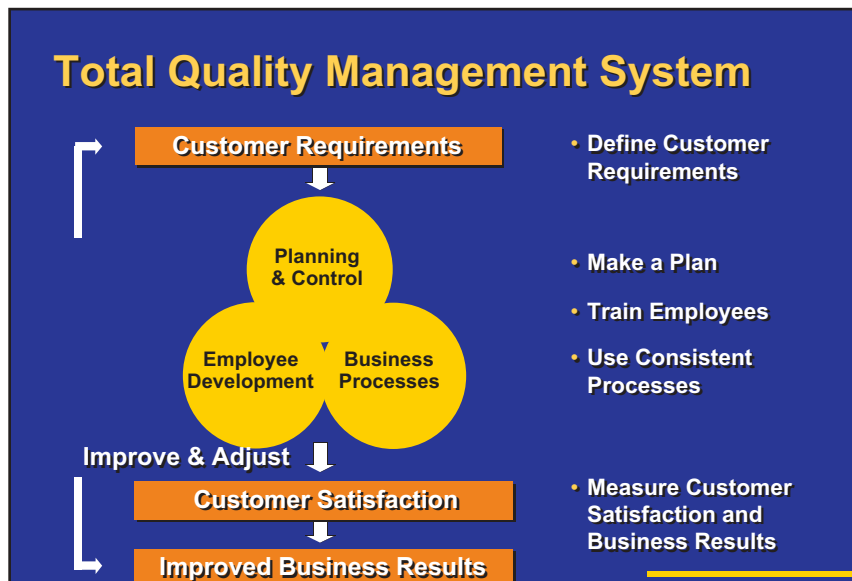 Total Quality Management System
Customer Requirements
Planning
& Control
Employee
Development
Business
Processes
Improve & Adjust
Customer Satisfaction
Improved Business Results
• Define Customer
Requirements
• Make a Plan
• Train Employees
• Use Consistent
Processes
• Measure Customer
Satisfaction and
Business Results